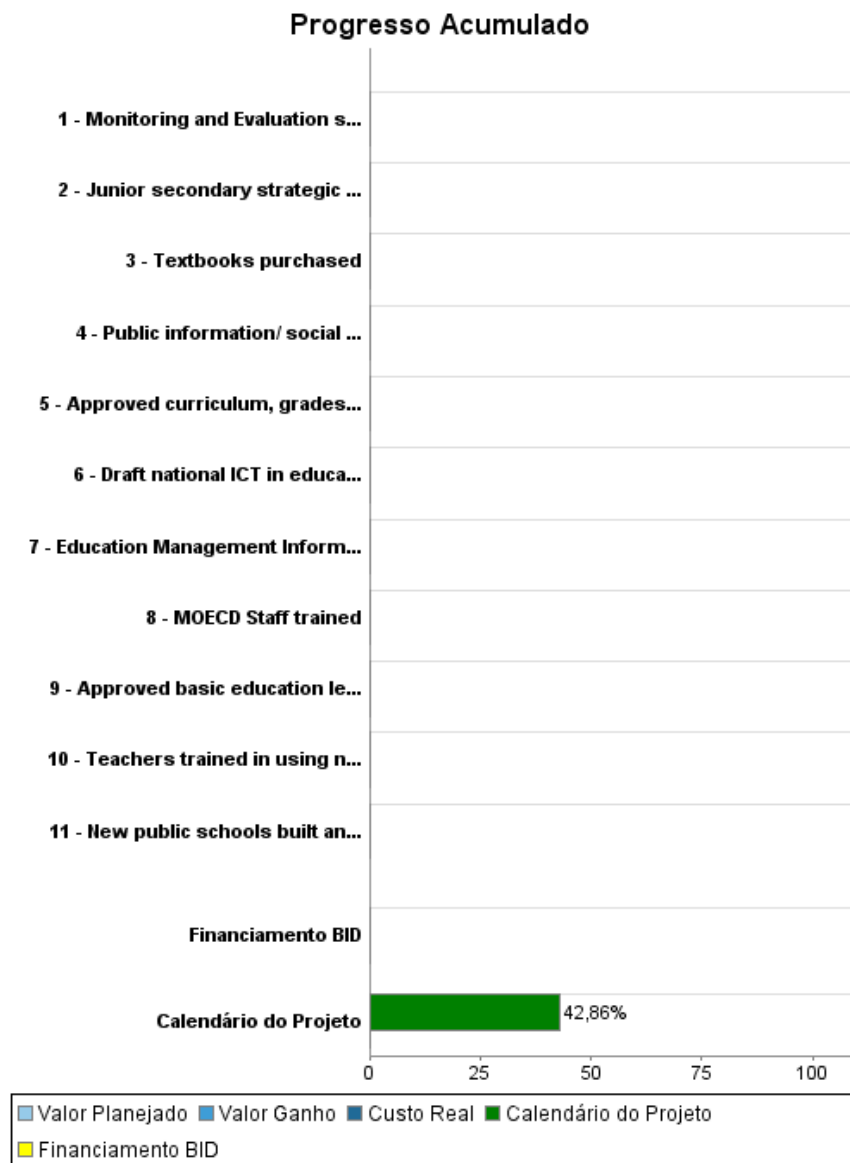 Progresso Acumulado
1 - Monitoring and Evaluation s...
2 - Junior secondary strategic ...
3 - Textbooks purchased
4 - Public information/ social ...
5 - Approved curriculum, grades...
6 - Draft national ICT in educa...
7 - Education Management Inform...
8 - MOECD Staff trained
9 - Approved basic education le...
10 - Teachers trained in using n...
11 - New public schools built an...
Financiamento BID
Calendário do Projeto 42,86%
0 25 50 75 100
Valor Planejado Valor Ganho Custo Real Calendário do Projeto
Financiamento BID